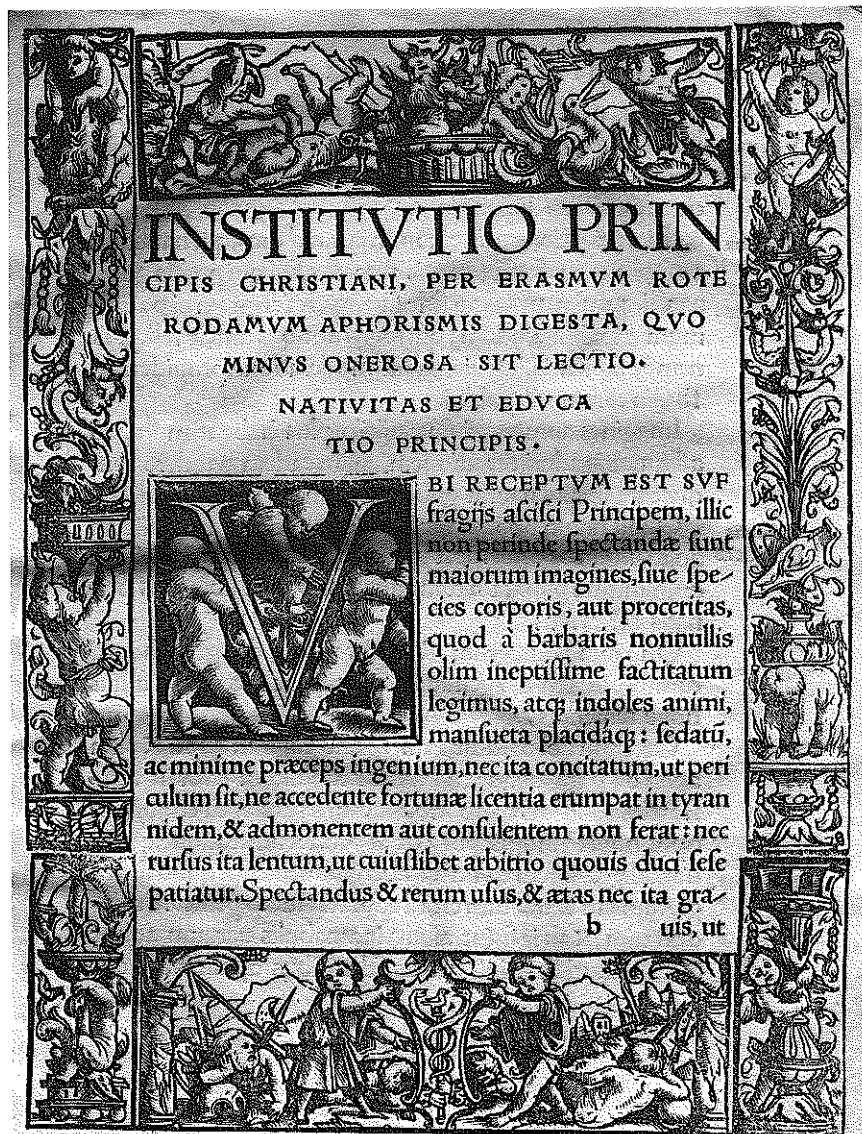 INSTITVTIO PRIN
CIPIS CHRISTIANI, PER ERASMVM ROTE
RODAMVM APHORISMIS DIGESTA, QVO
MINVS ONEROSA SIT LECTIO.
NATIVITAS ET EDVCA
TIO PRINCIPIS.
VBI RECEPTVM EST SVF
fragijs aſciſci Principem, illic
non perinde ſpectandæ ſunt
maiorum imagines, ſiue ſpe-
cies corporis, aut proceritas,
quod à barbaris nonnullis
olim ineptiſſime factitatum
legimus, atqꝫ indoles animi,
manſueta placidáqꝫ: ſedatū,
ac minime præceps ingenium, nec ita concitatum, ut peri
culum ſit, ne accedente fortunæ licentia erumpat in tyran
nidem, & admonentem aut conſulentem non ferat: nec
rurſus ita lentum, ut cuiuſlibet arbitrio quouis duci ſeſe
patiatur. Spectandus & rerum uſus, & ætas nec ita gra-
b uis, ut